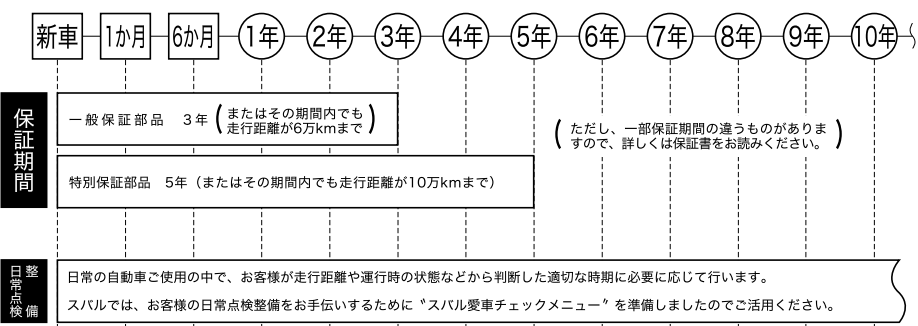 新車 1か月 6か月 1年 2年 3年 4年 5年 6年 7年 8年 9年 10年
保証期間
一般保証部品 3年(またはその期間内でも
走行距離が6万kmまで)
(ただし、一部保証期間の違うものがありま
すので、詳しくは保証書をお読みください。)
特別保証部品 5年(またはその期間内でも走行距離が10万kmまで)
日常点検
整備
日常の自動車ご使用の中で、お客様が走行距離や運行時の状態などから判断した適切な時期に必要に応じて行います。
スバルでは、お客様の日常点検整備をお手伝いするために〝スバル愛車チェックメニュー〞を準備しましたのでご活用ください。